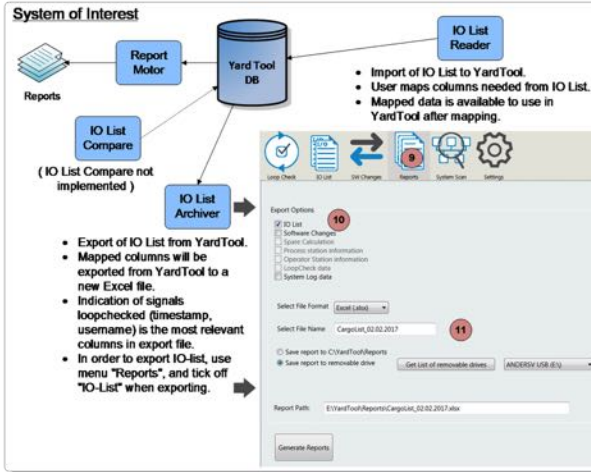 System of Interest
IO List
Reader
Report
Motor
Yard Tool
DB
Reports
• Import of IO List to YardTool.
• User maps columns needed from IO List.
• Mapped data is available to use in
YardTool after mapping.
IO List
Compare
( IO List Compare not
implemented )
IO List
Archiver
• Export of IO List from YardTool.
• Mapped columns will be
exported from YardTool to a
new Excel file.
• Indication of signals
loopchecked (timestamp,
username) is the most relevant
columns in export file.
• In order to export IO-list, use
menu "Reports", and tick off
"IO-List" when exporting.
9
Loop Check
IO List
SW Changes
Reports
System Scan
Settings
Export Options
10
IO List
Software Changes
Spare Calculation
Process station information
Operator Station information
LoopCheck data
System Log data
Select File Format
Excel (.xlsx)
Select File Name
CargoList_02.02.2017
11
Save report to C:\YardTool\Reports
Save report to removable drive
Get List of removable drives
ANDERSV USB (E:\)
Report Path:
E:\YardTool\Reports\CargoList_02.02.2017.xlsx
Generate Reports